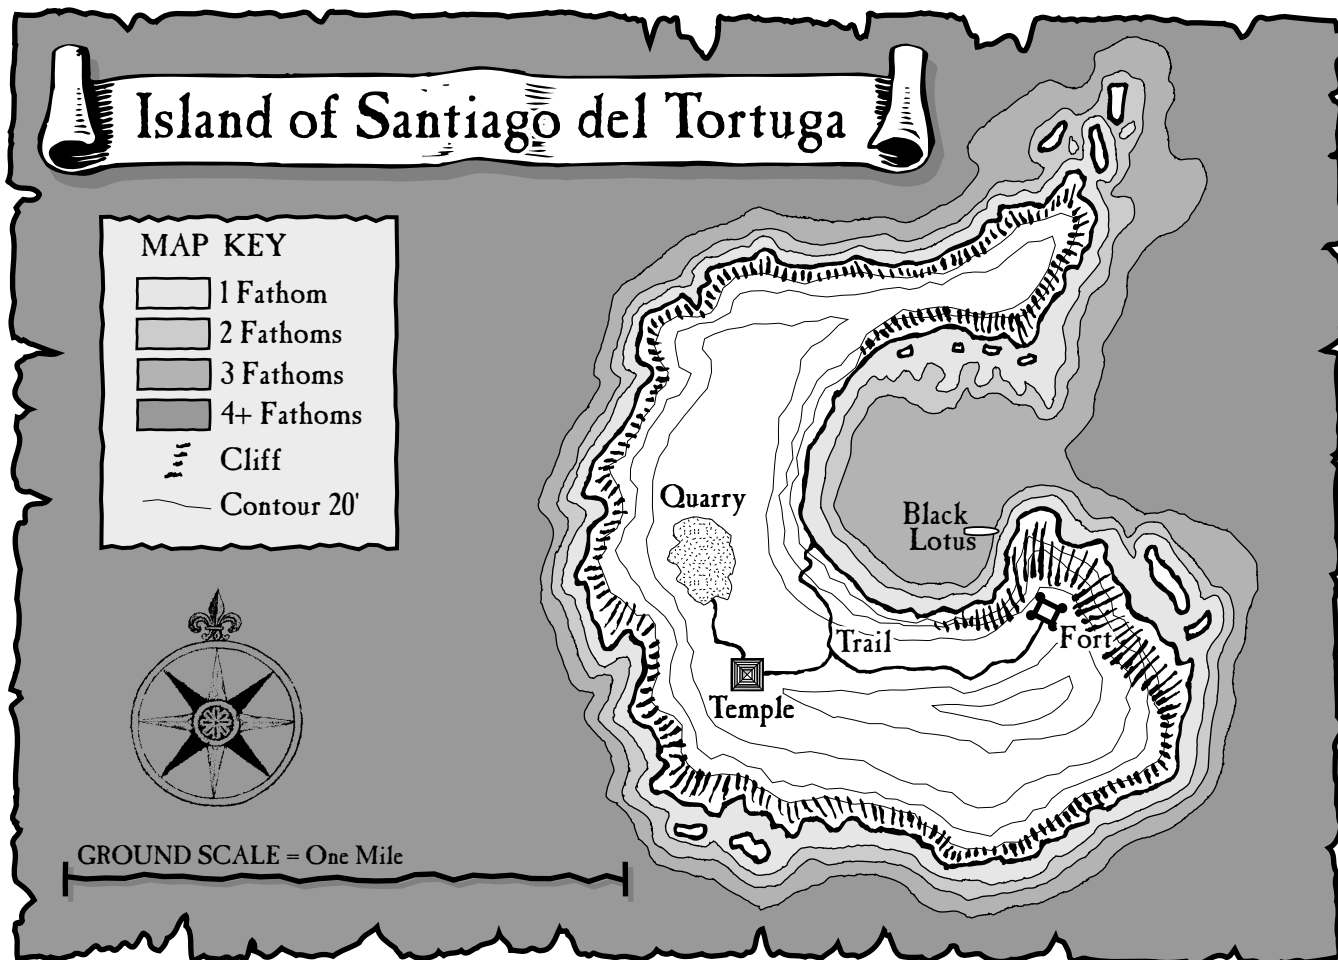 Island of Santiago del Tortuga
MAP KEY
1 Fathom
2 Fathoms
3 Fathoms
4+ Fathoms
Cliff
Contour 20'
Quarry
Black
Lotus
Trail
Fort
Temple
GROUND SCALE = One Mile